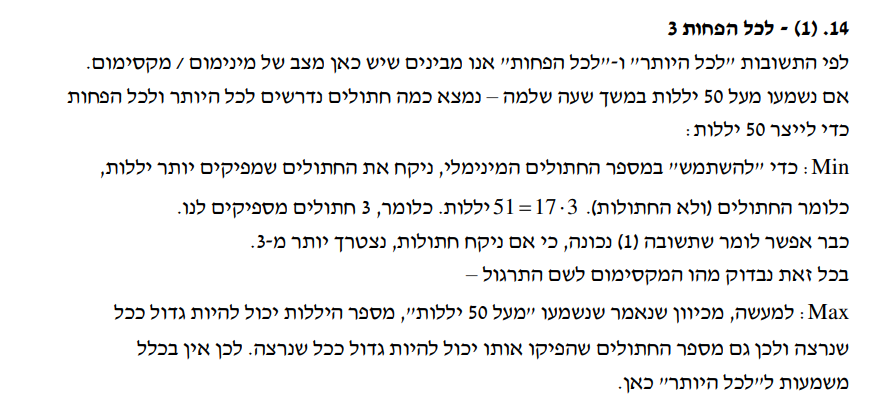 14. (1) - לכל הפחות 3
לפי התשובות "לכל היותר" ו-"לכל הפחות" אנו מבינים שיש כאן מצב של מינימום / מקסימום.
אם נשמעו מעל 50 יללות במשך שעה שלמה – נמצא כמה חתולים נדרשים לכל היותר ולכל הפחות
כדי לייצר 50 יללות:
Min: כדי "להשתמש" במספר החתולים המינימלי, ניקח את החתולים שמפיקים יותר יללות,
כלומר החתולים (ולא החתולות). 51=17·3 יללות. כלומר, 3 חתולים מספיקים לנו.
כבר אפשר לומר שתשובה (1) נכונה, כי אם ניקח חתולות, נצטרך יותר מ-3.
בכל זאת נבדוק מהו המקסימום לשם התרגול –
Max: למעשה, מכיוון שנאמר שנשמעו "מעל 50 יללות", מספר היללות יכול להיות גדול ככל
שנרצה ולכן גם מספר החתולים שהפיקו אותו יכול להיות גדול ככל שנרצה. לכן אין בכלל
משמעות ל"לכל היותר" כאן.